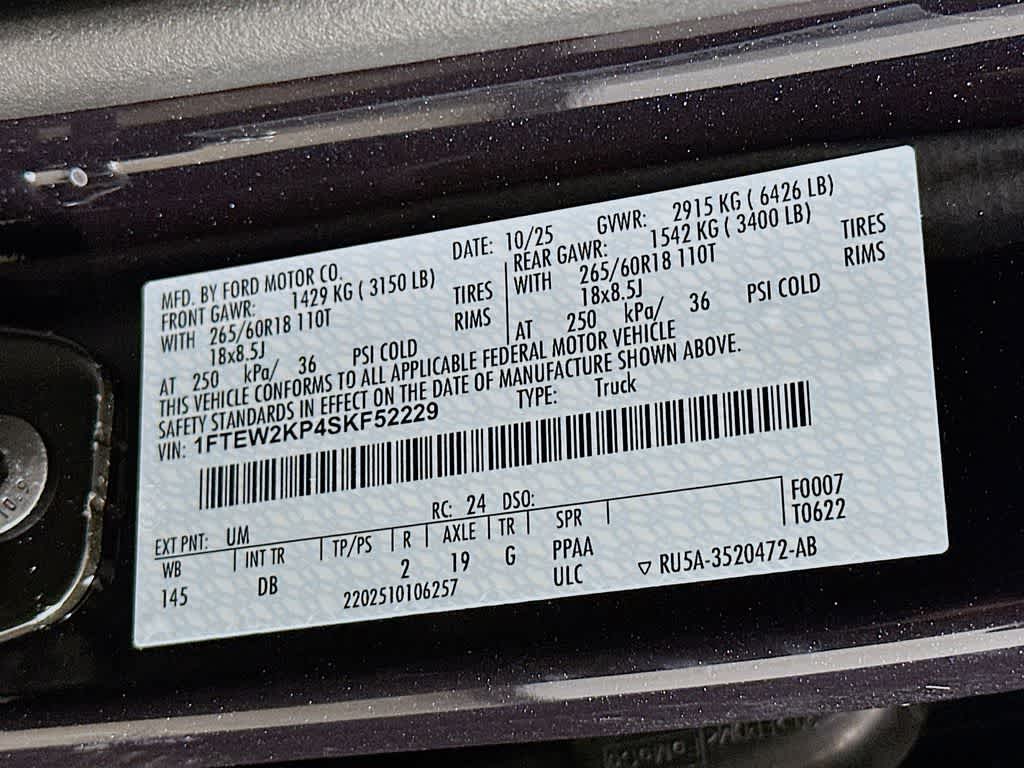 MFD. BY FORD MOTOR CO.
DATE: 10/25
GVWR: 2915 KG ( 6426 LB)
FRONT GAWR: 1429 KG ( 3150 LB)
WITH 265/60R18 110T TIRES
18x8.5J RIMS
AT 250 kPa/ 36 PSI COLD
REAR GAWR: 1542 KG ( 3400 LB)
WITH 265/60R18 110T TIRES
18x8.5J RIMS
AT 250 kPa/ 36 PSI COLD
THIS VEHICLE CONFORMS TO ALL APPLICABLE FEDERAL MOTOR VEHICLE
SAFETY STANDARDS IN EFFECT ON THE DATE OF MANUFACTURE SHOWN ABOVE.
VIN: 1FTEW2KP4SKF52229
TYPE: Truck
EXT PNT: UM RC: 24 DSO:
F0007
T0622
WB INT TR TP/PS R AXLE TR SPR
145 DB 2 19 G PPAA
2202510106257 ULC
RU5A-3520472-AB